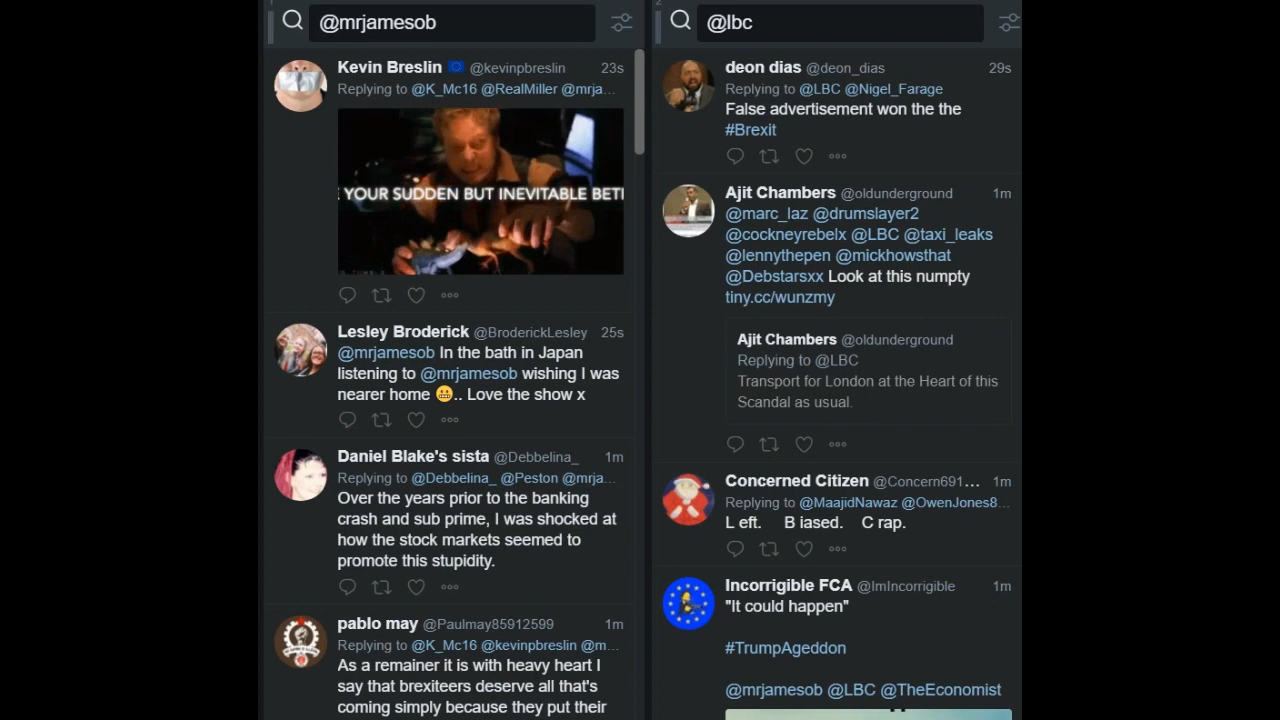 @mrjamesob
Kevin Breslin @kevinpbreslin 23s
Replying to @K_Mc16 @RealMiller @mrja...
YOUR SUDDEN BUT INEVITABLE BET
Lesley Broderick @BroderickLesley 25s
@mrjamesob In the bath in Japan
listening to @mrjamesob wishing I was
nearer home 😬.. Love the show x
Daniel Blake's sista @Debbelina_ 1m
Replying to @Debbelina_ @Peston @mrja...
Over the years prior to the banking
crash and sub prime, I was shocked at
how the stock markets seemed to
promote this stupidity.
pablo may @Paulmay85912599 1m
Replying to @K_Mc16 @kevinpbreslin @m...
As a remainer it is with heavy heart I
say that brexiteers deserve all that's
coming simply because they put their
@lbc
deon dias @deon_dias 29s
Replying to @LBC @Nigel_Farage
False advertisement won the the
#Brexit
Ajit Chambers @oldunderground 1m
@marc_laz @drumslayer2
@cockneyrebelx @LBC @taxi_leaks
@lennythepen @mickhowsthat
@Debstarsxx Look at this numpty
tiny.cc/wunzmy
Ajit Chambers @oldunderground
Replying to @LBC
Transport for London at the Heart of this
Scandal as usual.
Concerned Citizen @Concern691... 1m
Replying to @MaajidNawaz @OwenJones8...
L eft. B iased. C rap.
Incorrigible FCA @ImIncorrigible 1m
"It could happen"
#TrumpAgeddon
@mrjamesob @LBC @TheEconomist